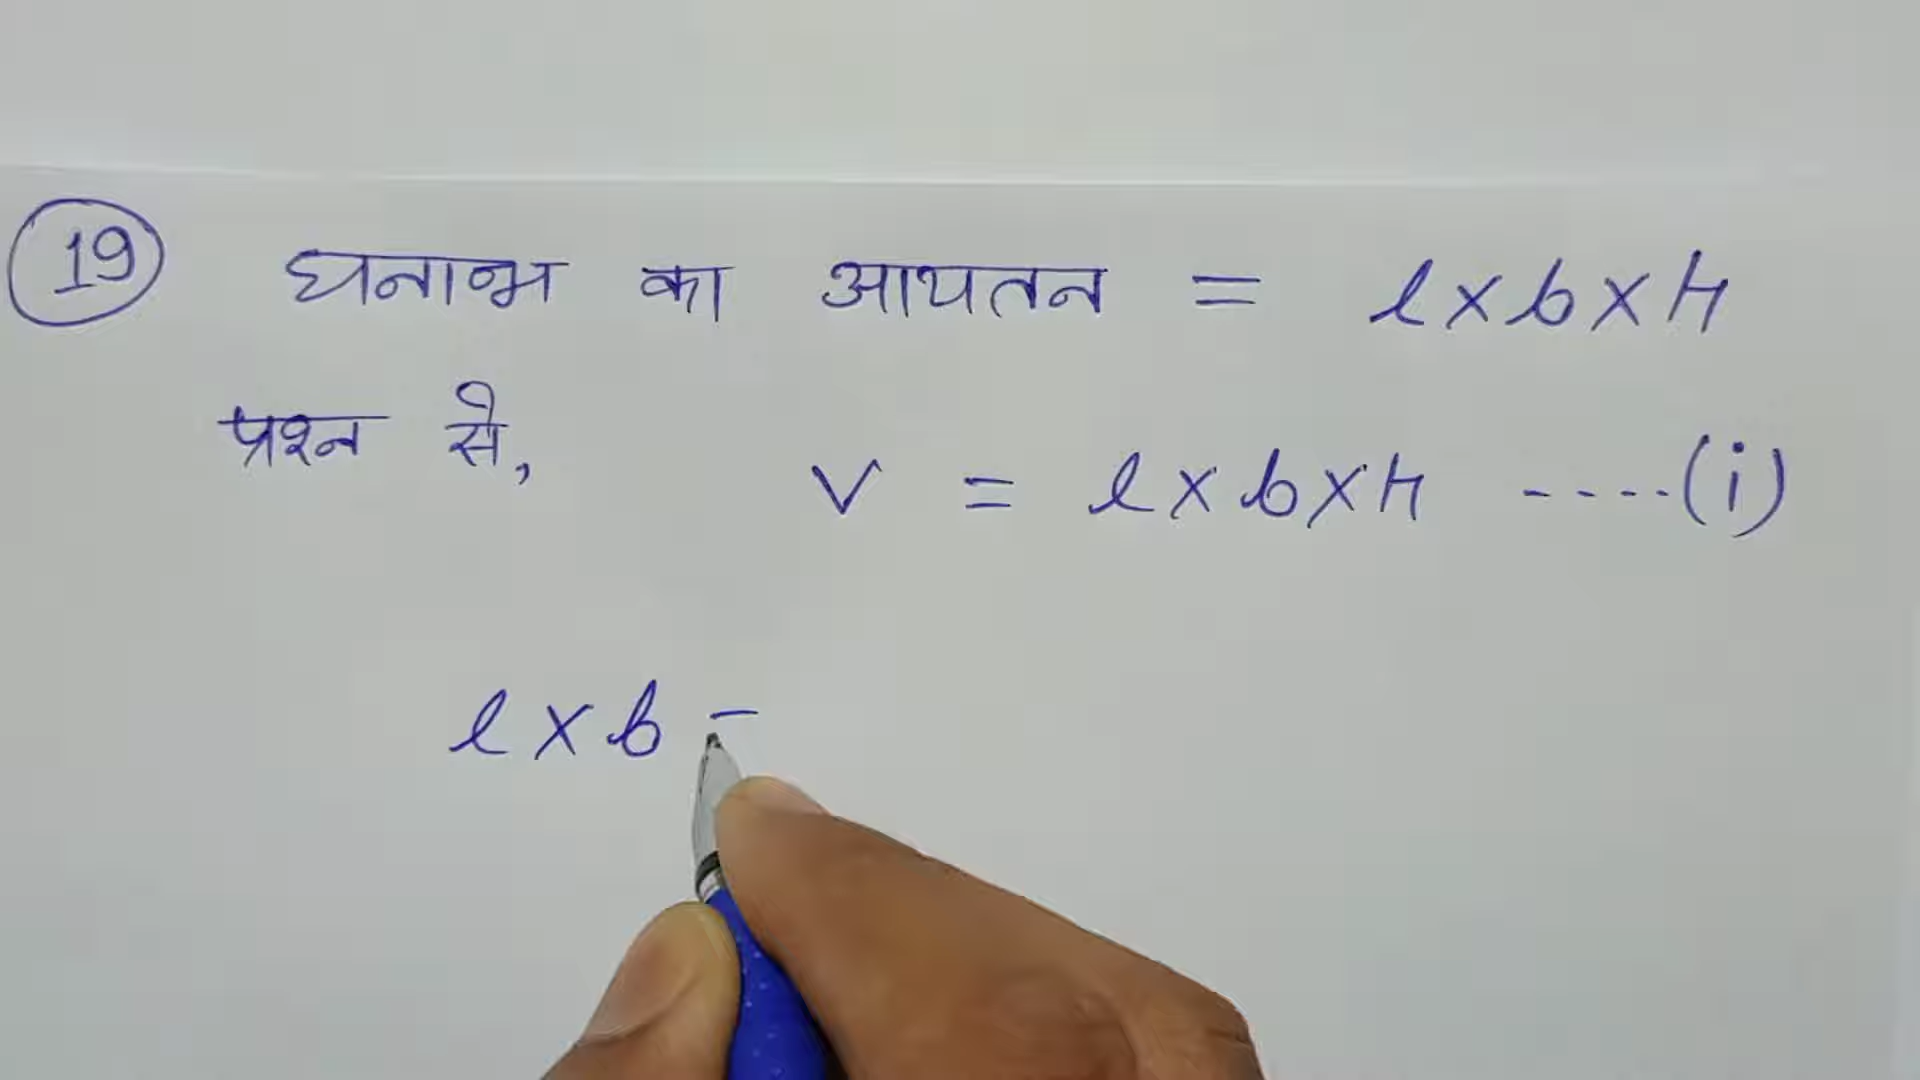 19 घनाभ का आयतन = l×b×h
प्रश्न से,
V = l×b×h ----(i)
l×b =